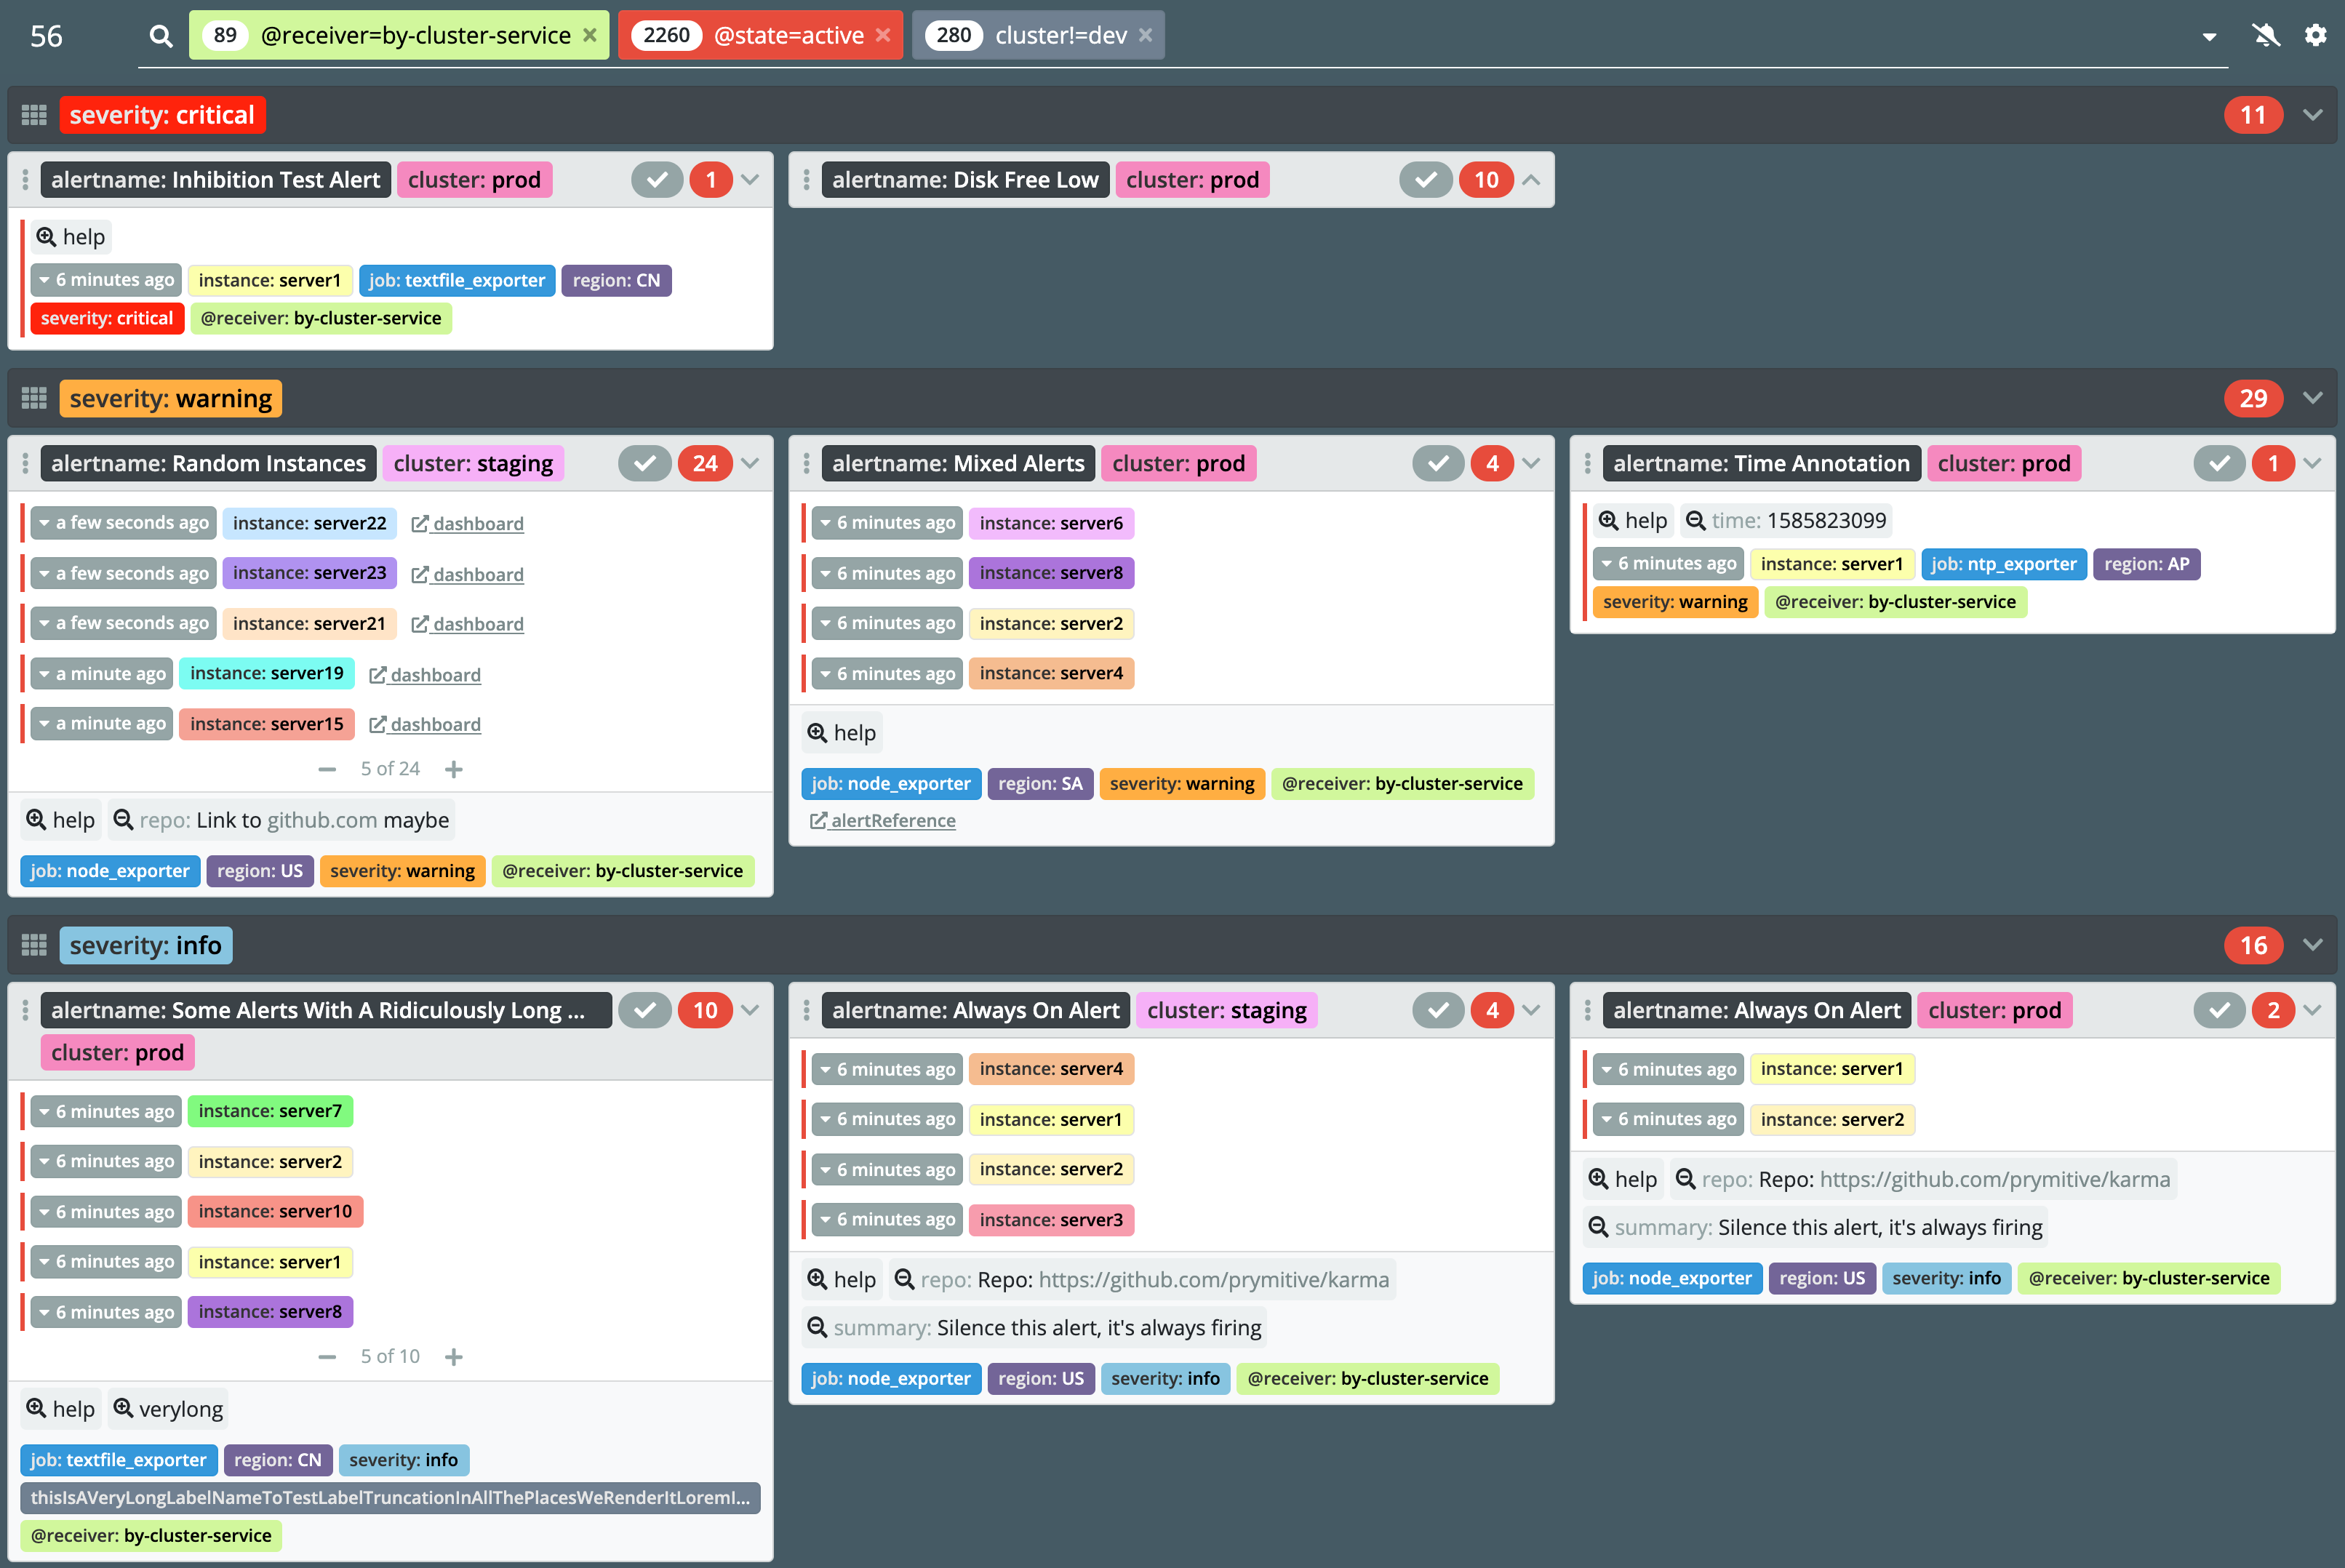 56 89 @receiver=by-cluster-service × 2260 @state=active × 280 cluster!=dev ×
severity: critical 11
alertname: Inhibition Test Alert cluster: prod 1
help
6 minutes ago instance: server1 job: textfile_exporter region: CN
severity: critical @receiver: by-cluster-service
alertname: Disk Free Low cluster: prod 10
severity: warning 29
alertname: Random Instances cluster: staging 24
a few seconds ago instance: server22 dashboard
a few seconds ago instance: server23 dashboard
a few seconds ago instance: server21 dashboard
a minute ago instance: server19 dashboard
a minute ago instance: server15 dashboard
5 of 24
help repo: Link to github.com maybe
job: node_exporter region: US severity: warning @receiver: by-cluster-service
alertname: Mixed Alerts cluster: prod 4
6 minutes ago instance: server6
6 minutes ago instance: server8
6 minutes ago instance: server2
6 minutes ago instance: server4
help
job: node_exporter region: SA severity: warning @receiver: by-cluster-service
alertReference
alertname: Time Annotation cluster: prod 1
help time: 1585823099
6 minutes ago instance: server1 job: ntp_exporter region: AP
severity: warning @receiver: by-cluster-service
severity: info 16
alertname: Some Alerts With A Ridiculously Long ... 10
cluster: prod
6 minutes ago instance: server7
6 minutes ago instance: server2
6 minutes ago instance: server10
6 minutes ago instance: server1
6 minutes ago instance: server8
5 of 10
help verylong
job: textfile_exporter region: CN severity: info
thisIsAVeryLongLabelNameToTestLabelTruncationInAllThePlacesWeRenderItLoremI...
@receiver: by-cluster-service
alertname: Always On Alert cluster: staging 4
6 minutes ago instance: server4
6 minutes ago instance: server1
6 minutes ago instance: server2
6 minutes ago instance: server3
help repo: Repo: https://github.com/prymitive/karma
summary: Silence this alert, it's always firing
job: node_exporter region: US severity: info @receiver: by-cluster-service
alertname: Always On Alert cluster: prod 2
6 minutes ago instance: server1
6 minutes ago instance: server2
help repo: Repo: https://github.com/prymitive/karma
summary: Silence this alert, it's always firing
job: node_exporter region: US severity: info @receiver: by-cluster-service